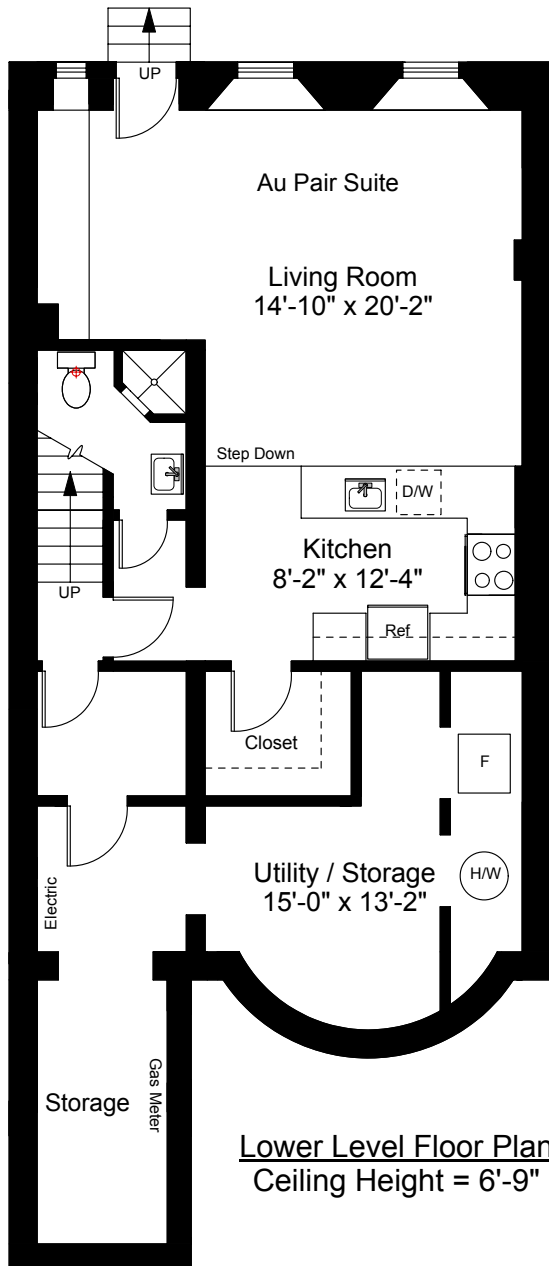 UP
Au Pair Suite
Living Room
14'-10" x 20'-2"
Step Down
D/W
Kitchen
8'-2" x 12'-4"
UP
Ref
Closet
F
Utility / Storage
15'-0" x 13'-2"
H/W
Electric
Gas Meter
Storage
Lower Level Floor Plan
Ceiling Height = 6'-9"